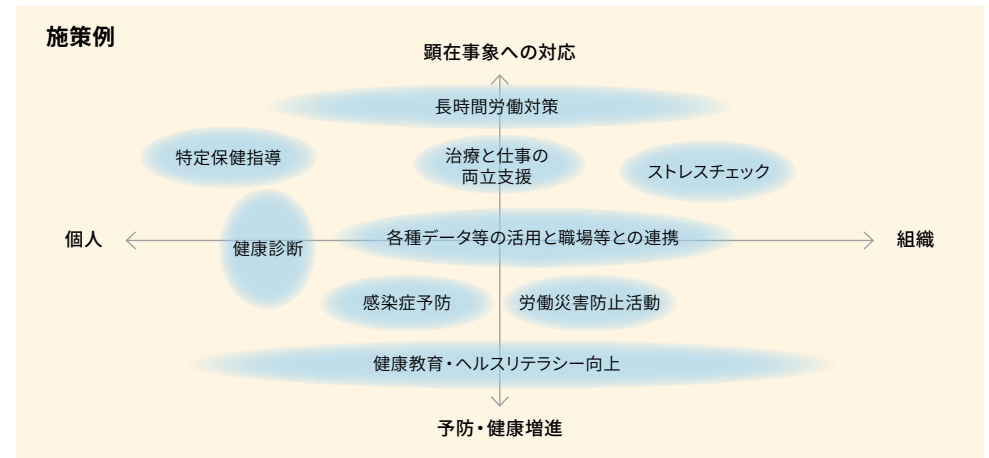 施策例
顕在事象への対応
長時間労働対策
特定保健指導
治療と仕事の
両立支援
ストレスチェック
個人
健康診断
各種データ等の活用と職場等との連携
組織
感染症予防
労働災害防止活動
健康教育・ヘルスリテラシー向上
予防・健康増進